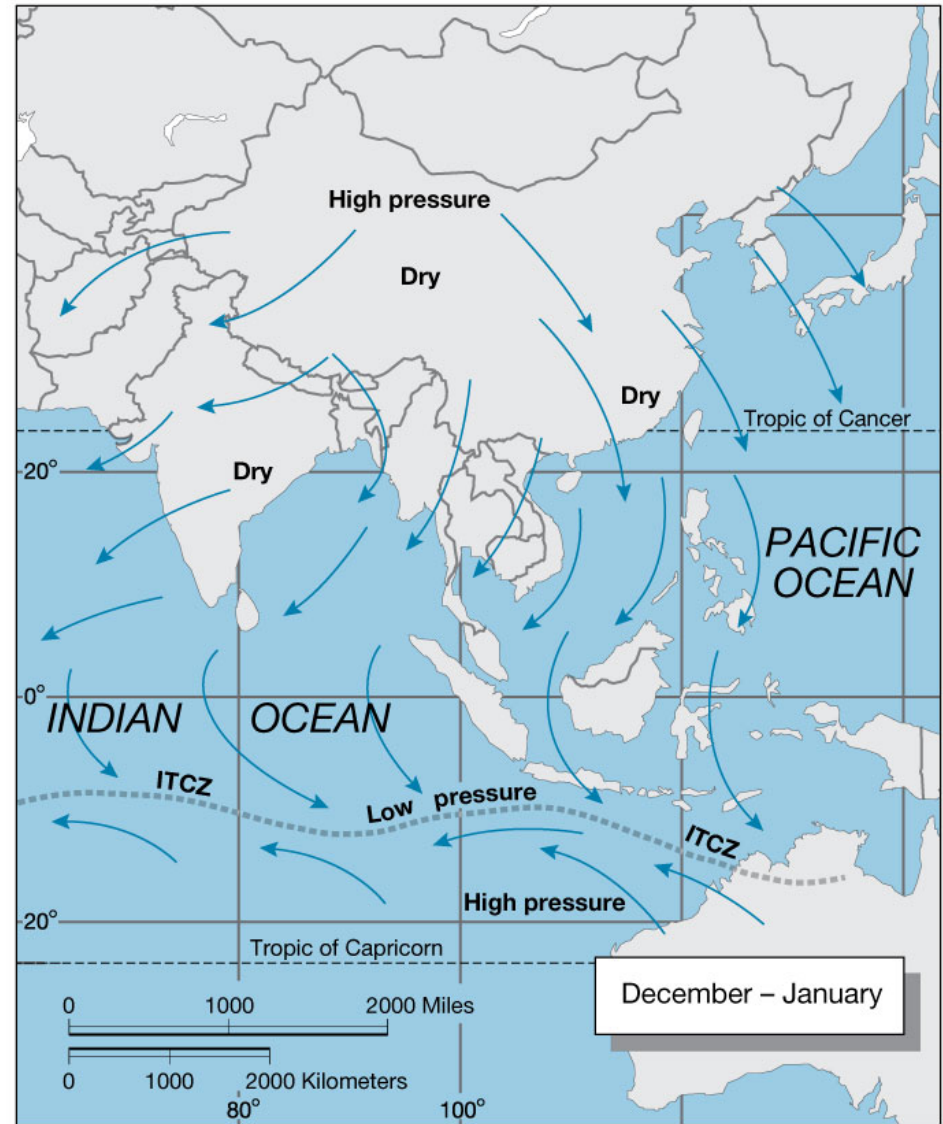 High pressure
Dry
Dry
Tropic of Cancer
20°
Dry
PACIFIC
OCEAN
0°
INDIAN OCEAN
ITCZ
Low pressure
ITCZ
High pressure
20°
Tropic of Capricorn
December – January
0 1000 2000 Miles
0 1000 2000 Kilometers
80° 100°